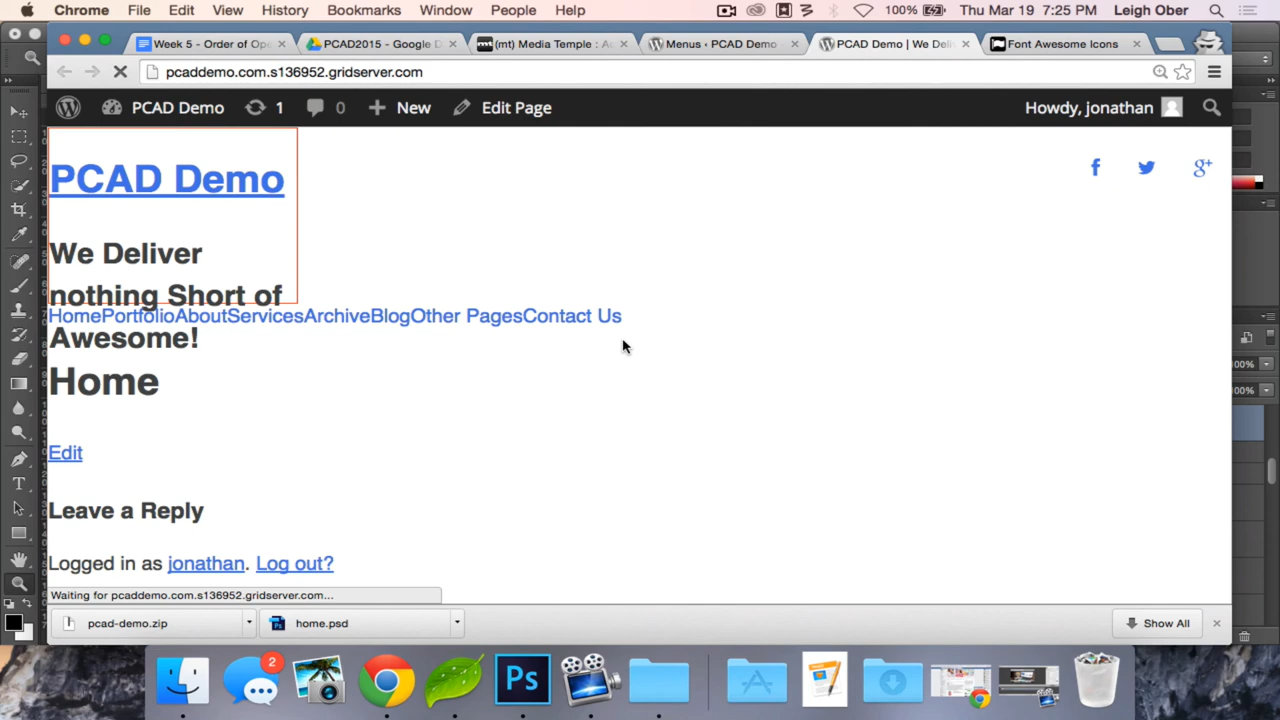 Chrome File Edit View History Bookmarks Window People Help 100% Thu Mar 19 7:25 PM Leigh Ober
Week 5 - Order of Op PCAD2015 - Google D (mt) Media Temple : A Menus ‹ PCAD Demo PCAD Demo | We Deli Font Awesome Icons
pcaddemo.com.s136952.gridserver.com
PCAD Demo 1 0 New Edit Page Howdy, jonathan
PCAD Demo
f g+
We Deliver
nothing Short of
HomePortfolioAboutServicesArchiveBlogOther PagesContact Us
Awesome!
Home
100%
100%
Edit
Leave a Reply
Logged in as jonathan. Log out?
Waiting for pcaddemo.com.s136952.gridserver.com...
pcad-demo.zip home.psd Show All
2
Ps